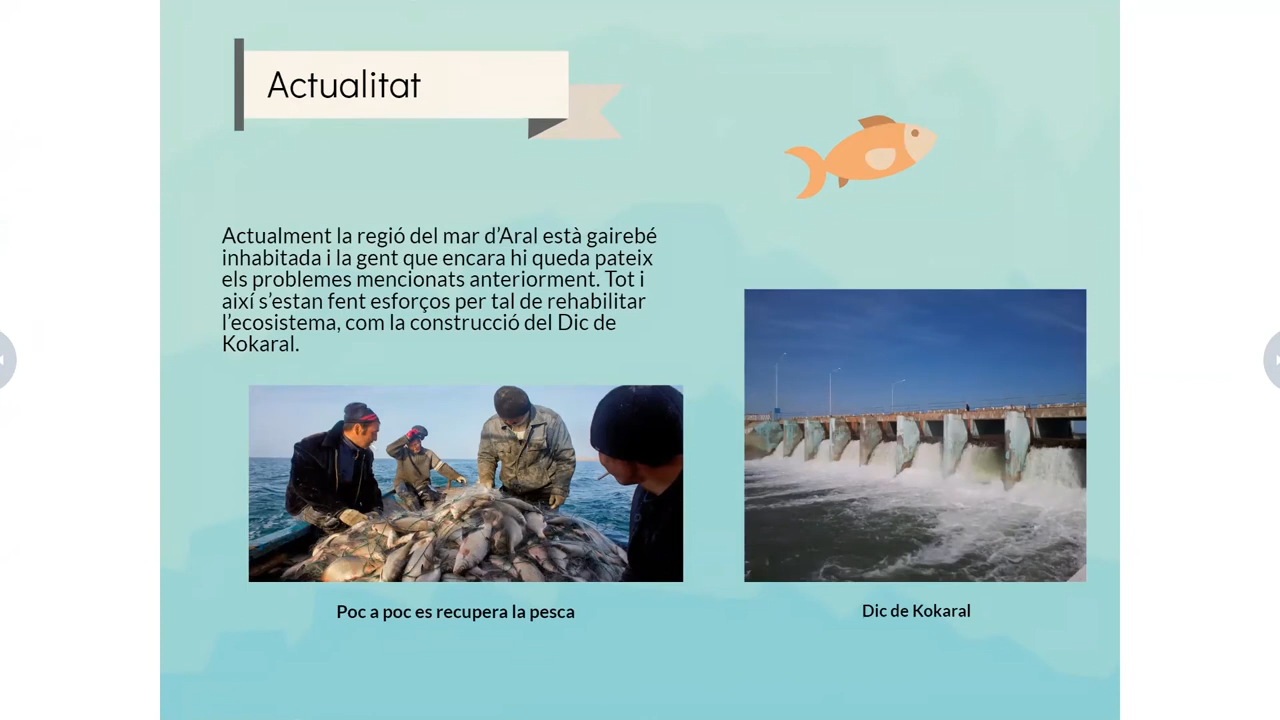 Actualitat
Actualment la regió del mar d’Aral està gairebé
inhabitada i la gent que encara hi queda pateix
els problemes mencionats anteriorment. Tot i
així s’estan fent esforços per tal de rehabilitar
l’ecosistema, com la construcció del Dic de
Kokaral.
Poc a poc es recupera la pesca
Dic de Kokaral